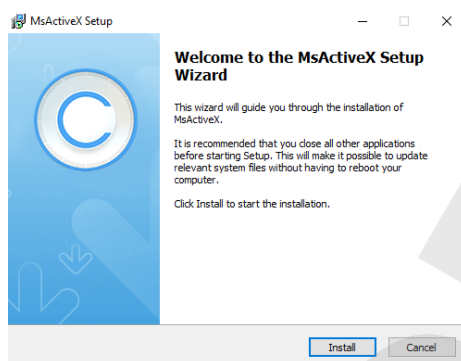 MsActiveX Setup
Welcome to the MsActiveX Setup
Wizard
This wizard will guide you through the installation of
MsActiveX.
It is recommended that you close all other applications
before starting Setup. This will make it possible to update
relevant system files without having to reboot your
computer.
Click Install to start the installation.
Install
Cancel